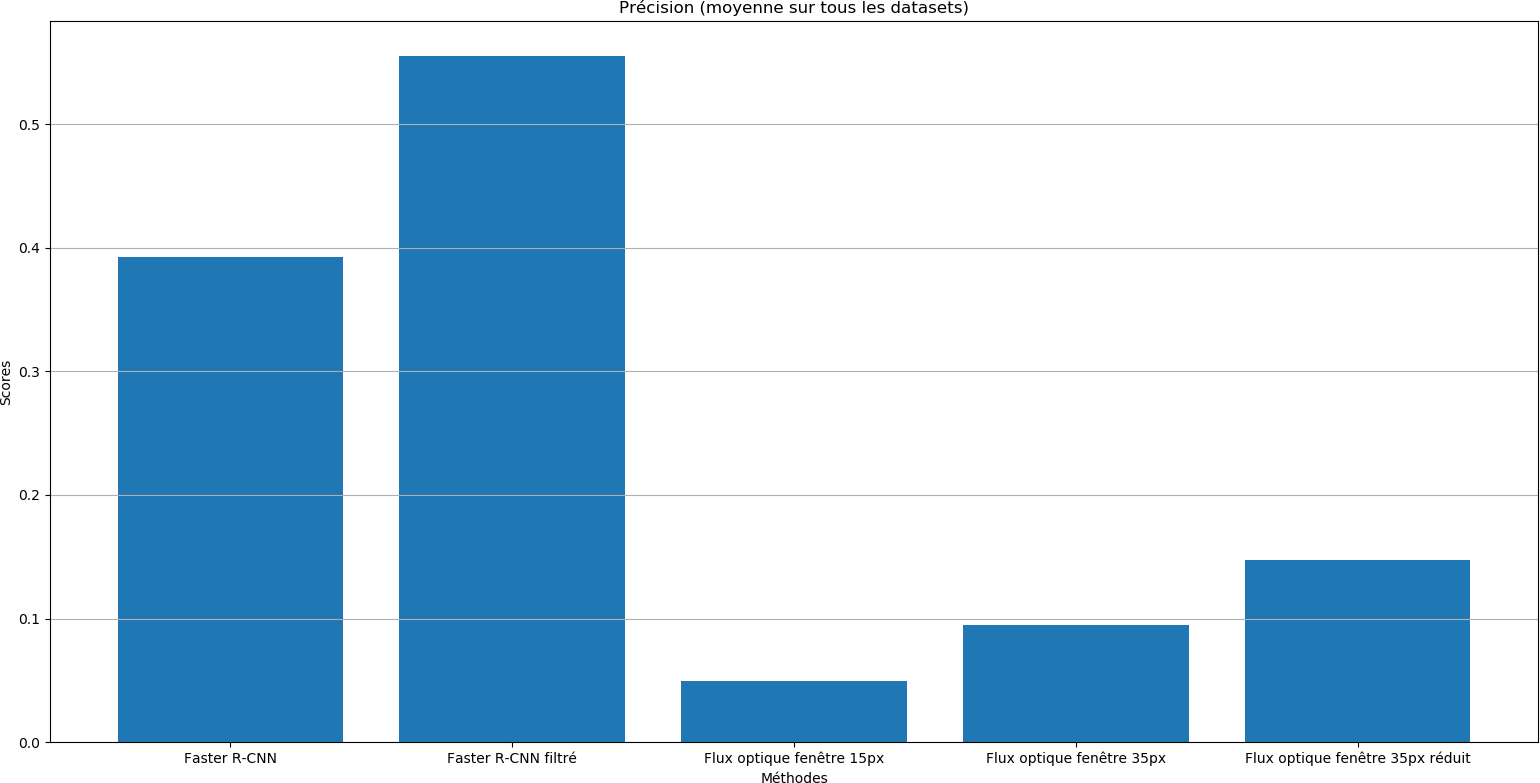 Précision (moyenne sur tous les datasets)
0.5
0.4
0.3
0.2
0.1
0.0
Scores
Faster R-CNN
Faster R-CNN filtré
Flux optique fenêtre 15px
Flux optique fenêtre 35px
Flux optique fenêtre 35px réduit
Méthodes